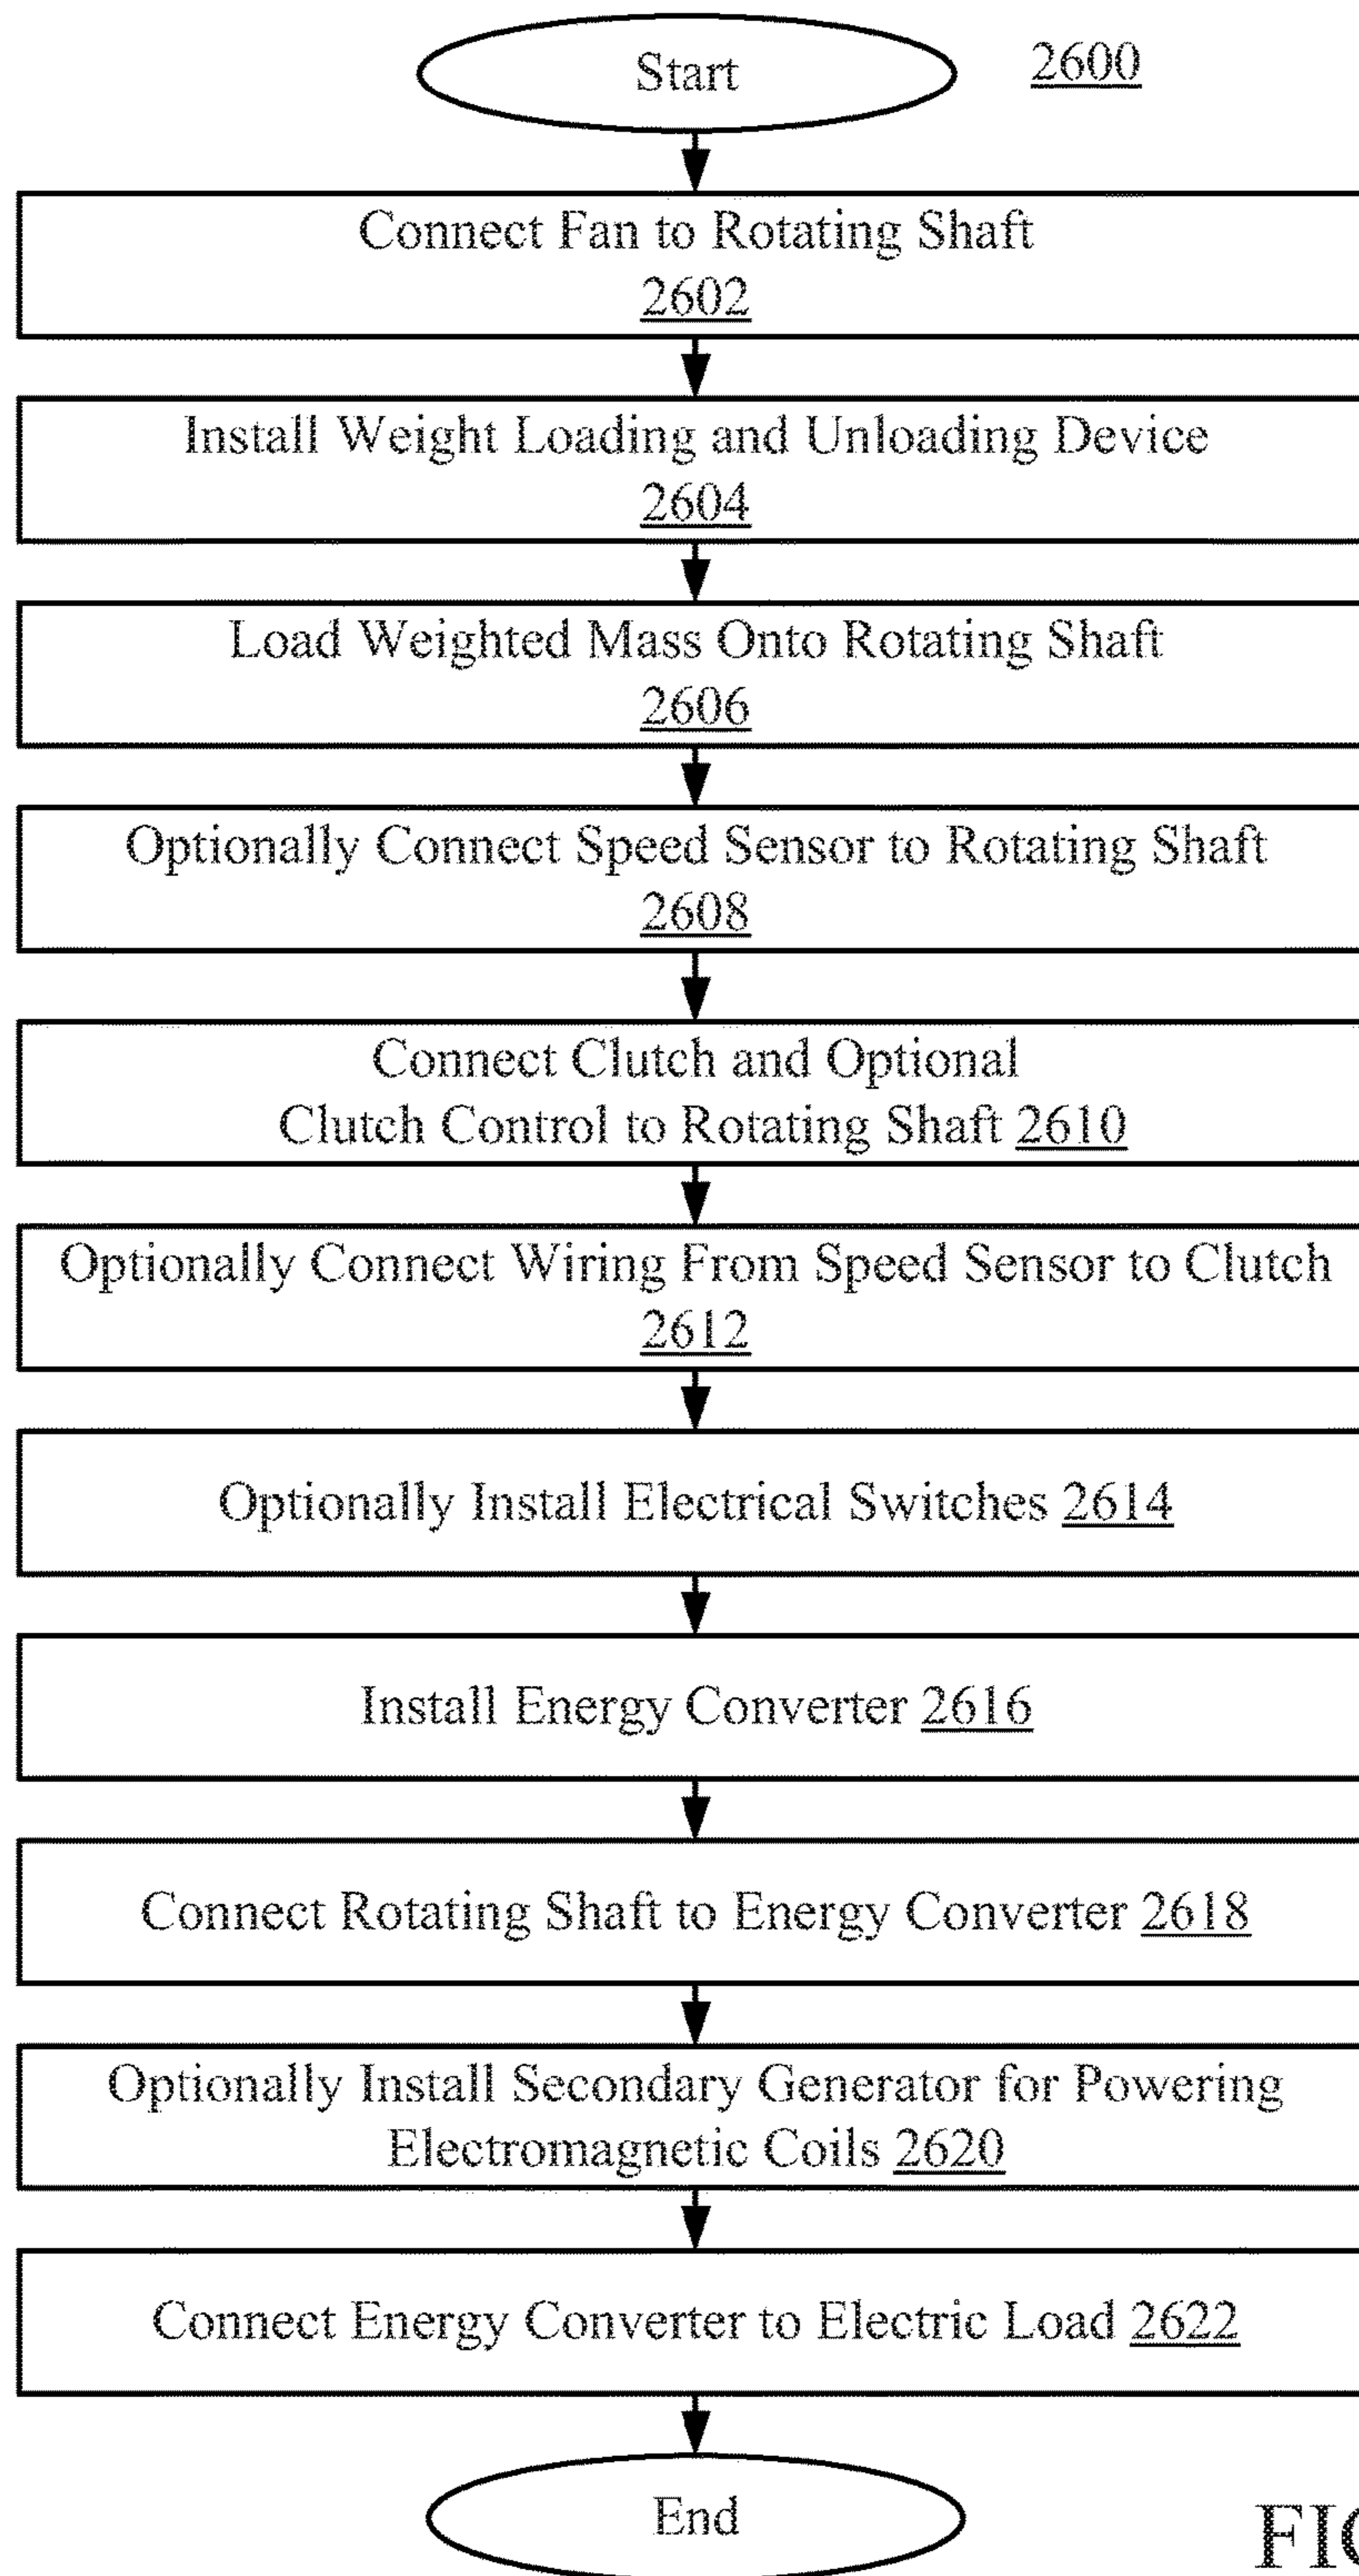 Start
2600
Connect Fan to Rotating Shaft
2602
Install Weight Loading and Unloading Device
2604
Load Weighted Mass Onto Rotating Shaft
2606
Optionally Connect Speed Sensor to Rotating Shaft
2608
Connect Clutch and Optional
Clutch Control to Rotating Shaft 2610
Optionally Connect Wiring From Speed Sensor to Clutch
2612
Optionally Install Electrical Switches 2614
Install Energy Converter 2616
Connect Rotating Shaft to Energy Converter 2618
Optionally Install Secondary Generator for Powering
Electromagnetic Coils 2620
Connect Energy Converter to Electric Load 2622
End